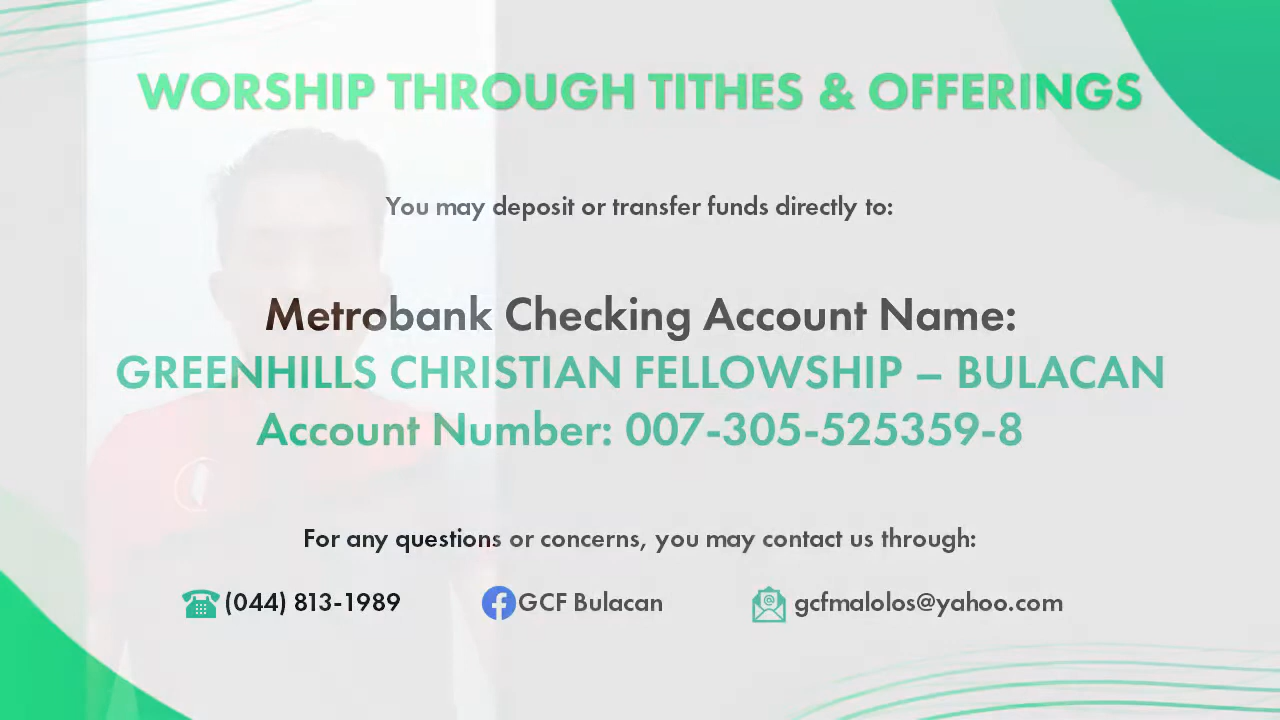 WORSHIP THROUGH TITHES & OFFERINGS
You may deposit or transfer funds directly to:
Metrobank Checking Account Name:
GREENHILLS CHRISTIAN FELLOWSHIP – BULACAN
Account Number: 007-305-525359-8
For any questions or concerns, you may contact us through:
(044) 813-1989 GCF Bulacan gcfmalolos@yahoo.com